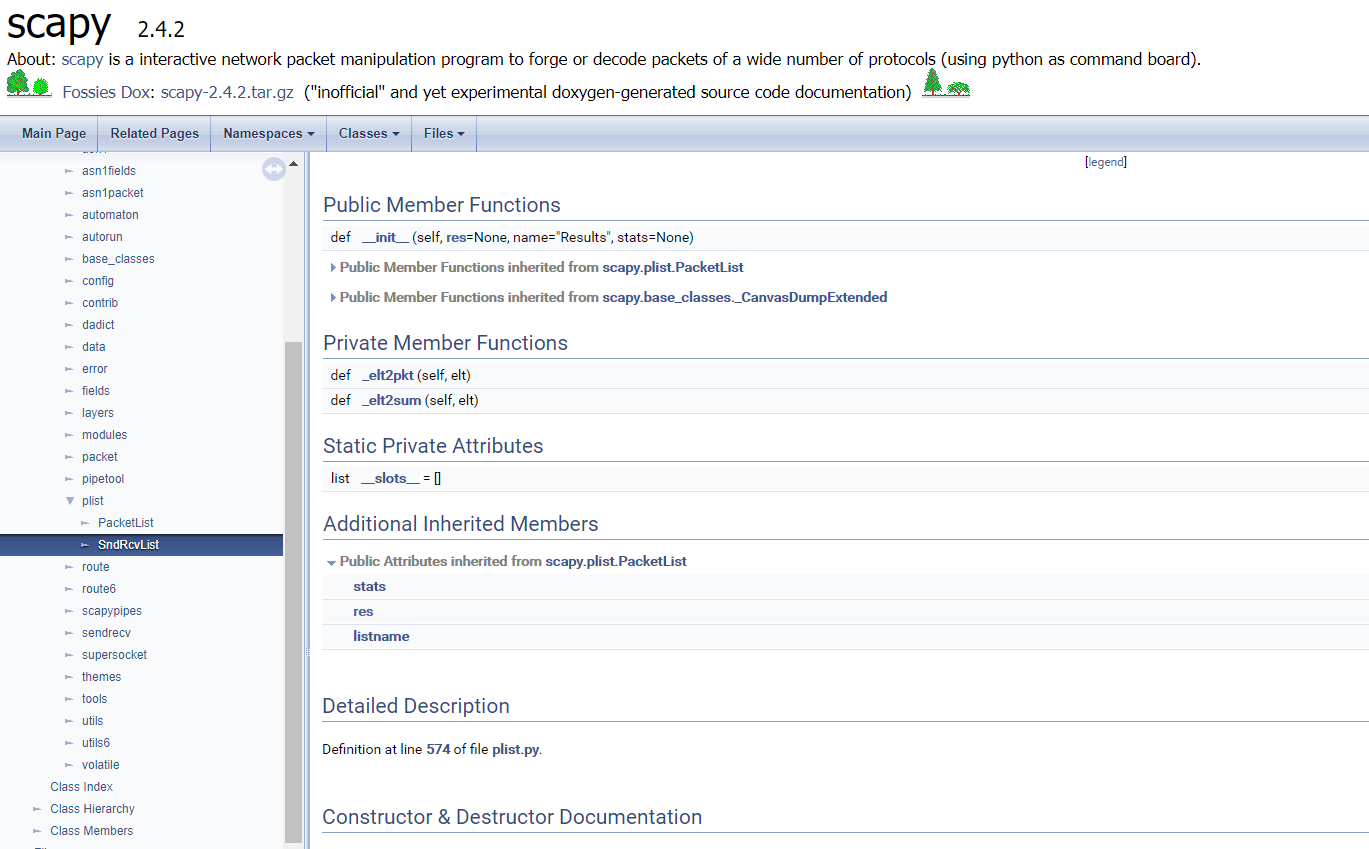 scapy 2.4.2
About: scapy is a interactive network packet manipulation program to forge or decode packets of a wide number of protocols (using python as command board).
Fossies Dox: scapy-2.4.2.tar.gz ("inofficial" and yet experimental doxygen-generated source code documentation)
Main Page Related Pages Namespaces Classes Files
asn1fields
asn1packet
automaton
autorun
base_classes
config
contrib
dadict
data
error
fields
layers
modules
packet
pipetool
plist
PacketList
SndRcvList
route
route6
scapypipes
sendrecv
supersocket
themes
tools
utils
utils6
volatile
Class Index
Class Hierarchy
Class Members
[legend]
Public Member Functions
def __init__ (self, res=None, name="Results", stats=None)
Public Member Functions inherited from scapy.plist.PacketList
Public Member Functions inherited from scapy.base_classes._CanvasDumpExtended
Private Member Functions
def _elt2pkt (self, elt)
def _elt2sum (self, elt)
Static Private Attributes
list __slots__ = []
Additional Inherited Members
Public Attributes inherited from scapy.plist.PacketList
stats
res
listname
Detailed Description
Definition at line 574 of file plist.py.
Constructor & Destructor Documentation